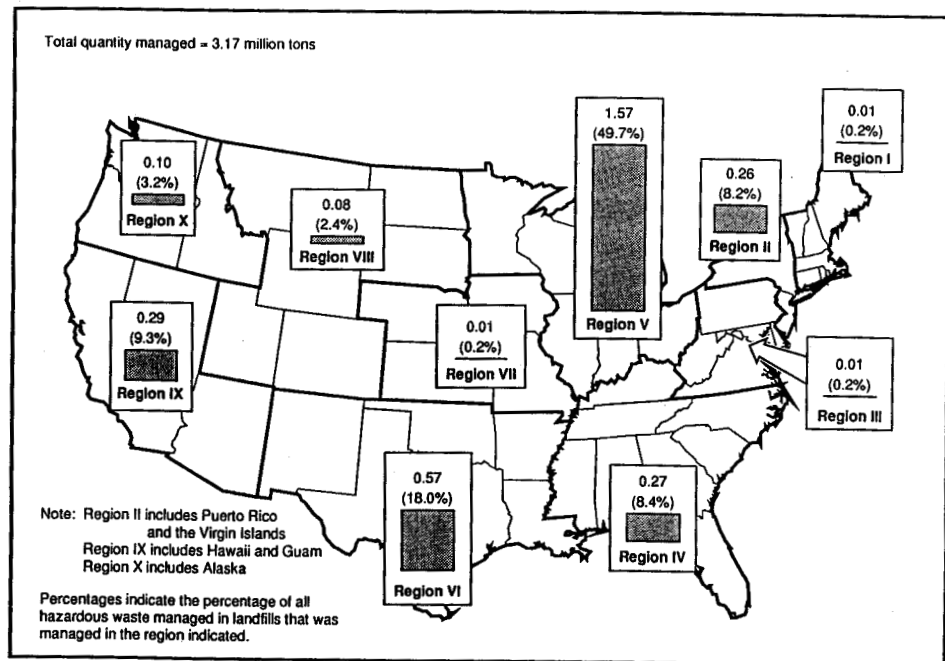 Total quantity managed = 3.17 million tons
0.01
(0.2%)
Region I
1.57
(49.7%)
Region V
0.10
(3.2%)
Region X
0.26
(8.2%)
Region II
0.08
(2.4%)
Region VIII
0.29
(9.3%)
Region IX
0.01
(0.2%)
Region VII
0.01
(0.2%)
Region III
0.57
(18.0%)
Region VI
0.27
(8.4%)
Region IV
Note: Region II includes Puerto Rico
and the Virgin Islands
Region IX includes Hawaii and Guam
Region X includes Alaska
Percentages indicate the percentage of all
hazardous waste managed in landfills that was
managed in the region indicated.